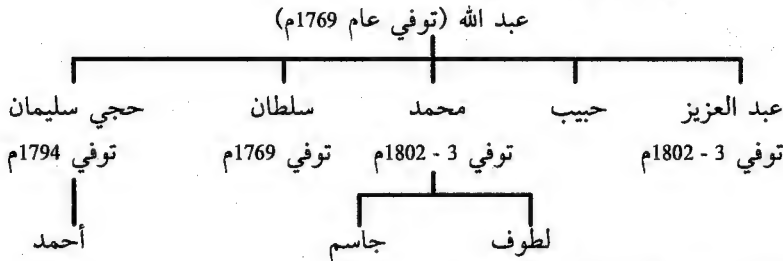 عبد الله (توفي عام 1769م)
عبد العزيز حبيب محمد سلطان حجي سليمان
توفي 3 - 1802م توفي 3 - 1802م توفي 1769م توفي 1794م
لطوف جاسم أحمد